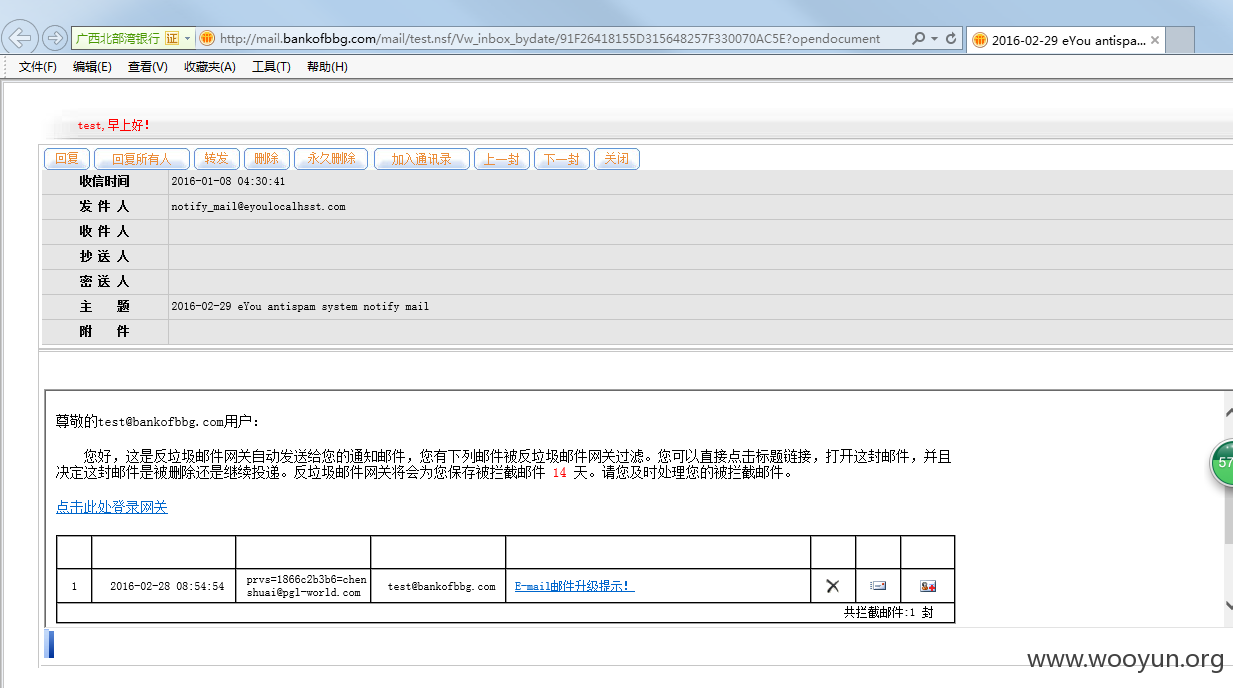 广西北部湾银行 证 http://mail.bankofbbg.com/mail/test.nsf/Vw_inbox_bydate/91F26418155D315648257F330070AC5E?opendocument 2016-02-29 eYou antispa...
文件(F) 编辑(E) 查看(V) 收藏夹(A) 工具(T) 帮助(H)
test,早上好!
回复 回复所有人 转发 删除 永久删除 加入通讯录 上一封 下一封 关闭
收信时间 2016-01-08 04:30:41
发 件 人 notify_mail@eyoulocalhsst.com
收 件 人
抄 送 人
密 送 人
主 题 2016-02-29 eYou antispam system notify mail
附 件
尊敬的test@bankofbbg.com用户:
您好，这是反垃圾邮件网关自动发送给您的通知邮件，您有下列邮件被反垃圾邮件网关过滤。您可以直接点击标题链接，打开这封邮件，并且
决定这封邮件是被删除还是继续投递。反垃圾邮件网关将会为您保存被拦截邮件 14 天。请您及时处理您的被拦截邮件。
57
点击此处登录网关
1 2016-02-28 08:54:54 prvs=1866c2b3b6=chen
shuai@pgl-world.com test@bankofbbg.com E-mail邮件升级提示！
共拦截邮件:1 封
www.wooyun.org